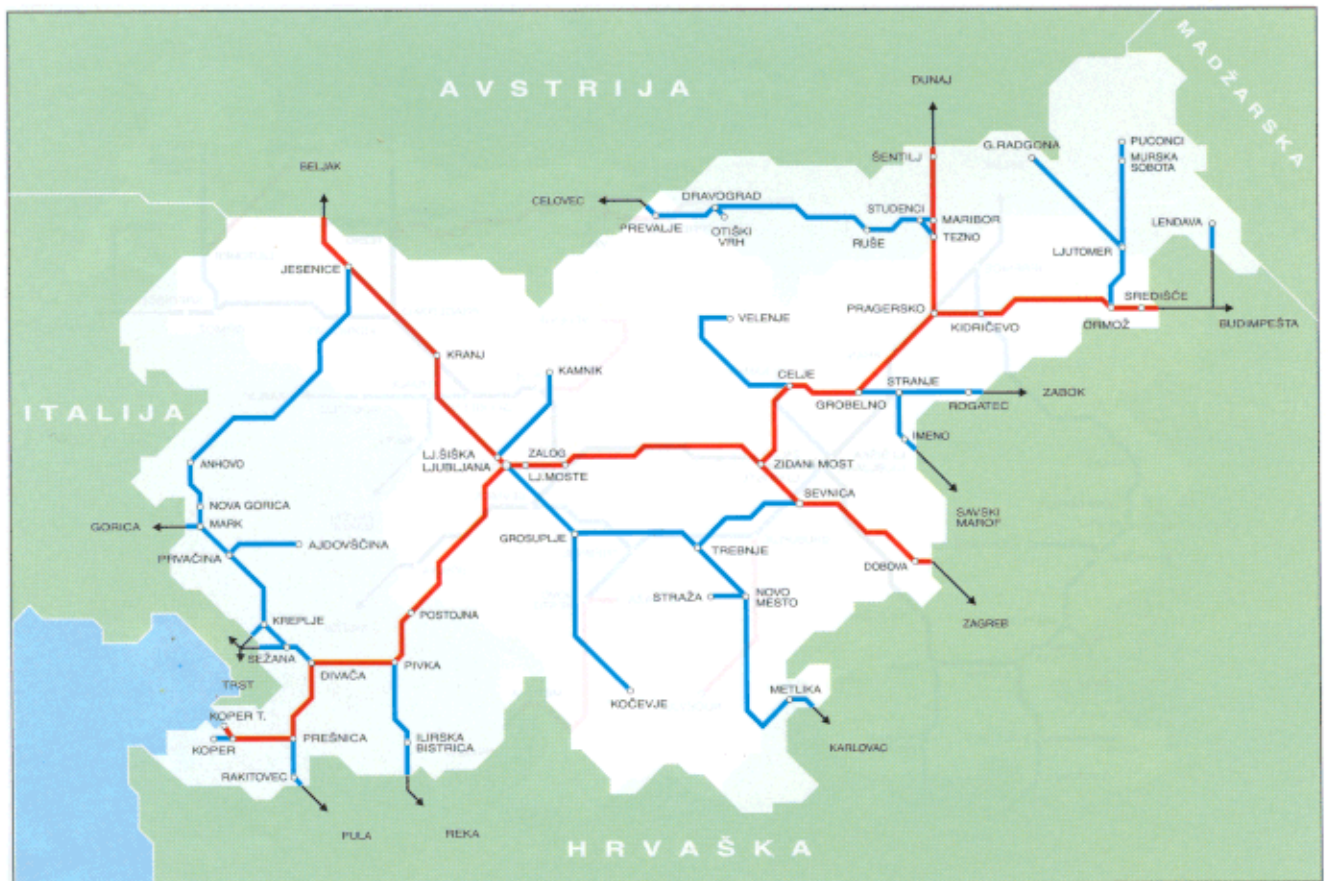 AVSTRIJA
MADŽARSKA
DUNAJ
BELJAK
ŠENTILJ
G.RADGONA
PUCONCI
MURSKA
SOBOTA
CELOVEC
DRAVOGRAD
PREVALJE
OTIŠKI
VRH
STUDENCI
RUŠE
MARIBOR
TEZNO
LENDAVA
LJUTOMER
JESENICE
PRAGERSKO
KIDRIČEVO
ORMOŽ
SREDIŠČE
BUDIMPEŠTA
VELENJE
KRANJ
KAMNIK
CELJE
GROBELNO
STRANJE
ROGATEC
ZABOK
ITALIJA
IMENO
LJ.ŠIŠKA
LJUBLJANA
ZALOG
LJ.MOSTE
ZIDANI MOST
ANHOVO
SEVNICA
SAVSKI
MAROF
NOVA GORICA
GORICA
MARK
GROSUPLJE
AJDOVŠČINA
PRVAČINA
TREBNJE
DOBOVA
STRAŽA
NOVO
MESTO
POSTOJNA
ZAGREB
KREPLJE
SEŽANA
DIVAČA
PIVKA
TRST
KOČEVJE
METLIKA
KOPER T.
KOPER
PREŠNICA
ILIRSKA
BISTRICA
KARLOVAC
RAKITOVEC
PULA
REKA
HRVAŠKA